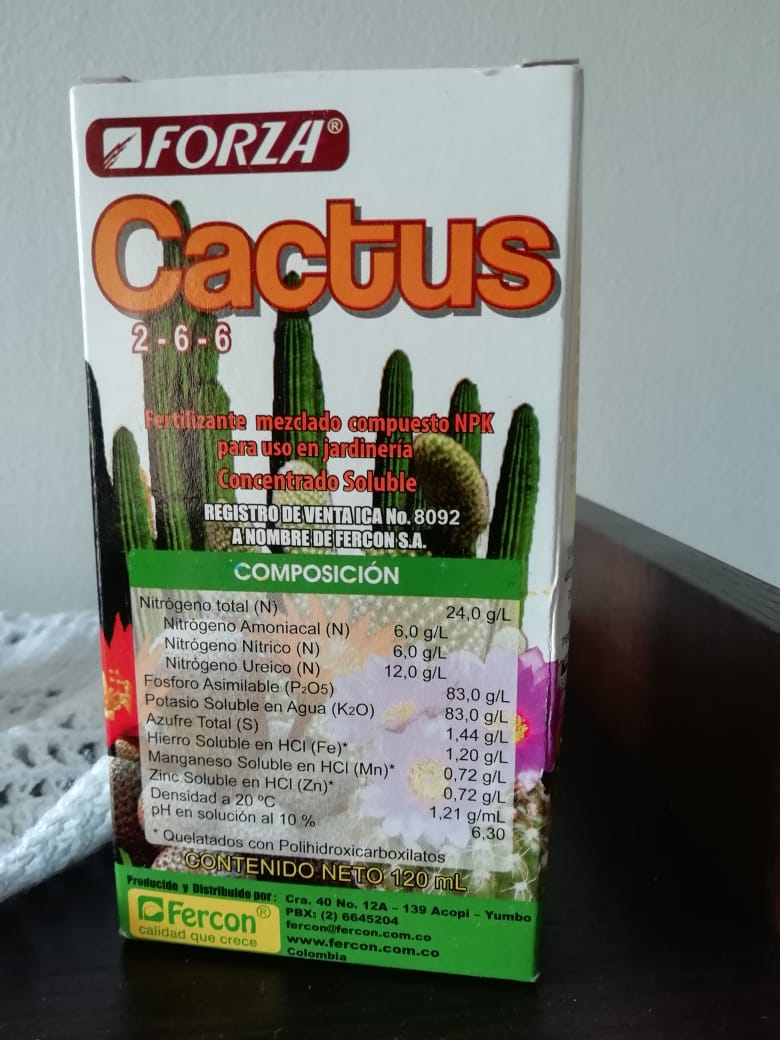 FORZA®
Cactus
2 - 6 - 6
Fertilizante mezclado compuesto NPK
para uso en jardinería
Concentrado Soluble
REGISTRO DE VENTA ICA No. 8092
A NOMBRE DE FERCON S.A.
COMPOSICIÓN
Nitrógeno total (N) 24,0 g/L
Nitrógeno Amoniacal (N) 6,0 g/L
Nitrógeno Nítrico (N) 6,0 g/L
Nitrógeno Ureico (N) 12,0 g/L
Fosforo Asimilable (P₂O5) 83,0 g/L
Potasio Soluble en Agua (K₂O) 83,0 g/L
Azufre Total (S) 1,44 g/L
Hierro Soluble en HCl (Fe)* 1,20 g/L
Manganeso Soluble en HCl (Mn)* 0,72 g/L
Zinc Soluble en HCl (Zn)* 0,72 g/L
Densidad a 20 ºC 1,21 g/mL
pH en solución al 10 % 6,30
* Quelatados con Polihidroxicarboxilatos
CONTENIDO NETO 120 mL
Producido y Distribuido por:
Fercon®
calidad que crece
Cra. 40 No. 12A – 139 Acopi – Yumbo
PBX: (2) 6645204
fercon@fercon.com.co
www.fercon.com.co
Colombia